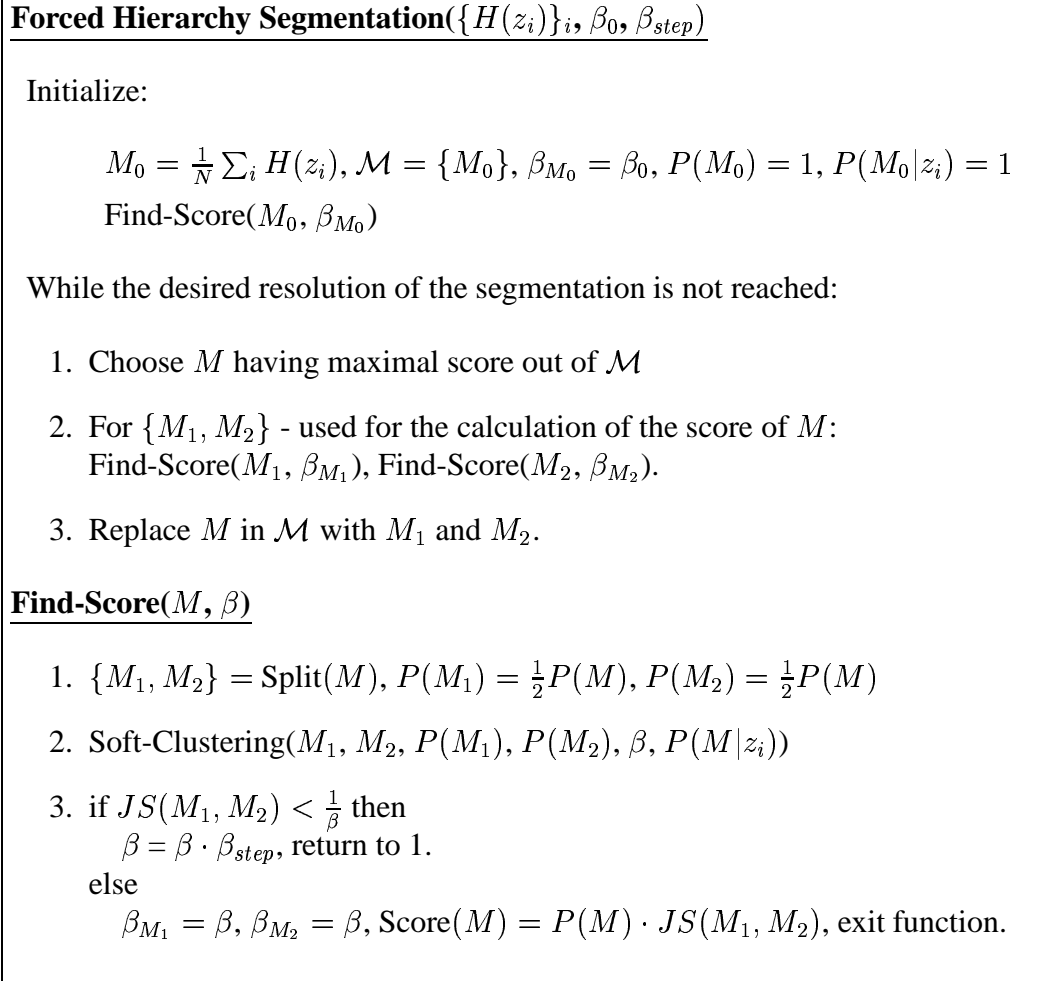 Forced Hierarchy Segmentation({H(z_i)}_i, β_0, β_step)
Initialize:
M_0 = 1/N ∑_i H(z_i), ℳ = {M_0}, β_{M_0} = β_0, P(M_0) = 1, P(M_0|z_i) = 1
Find-Score(M_0, β_{M_0})
While the desired resolution of the segmentation is not reached:
1. Choose M having maximal score out of ℳ
2. For {M_1, M_2} - used for the calculation of the score of M:
Find-Score(M_1, β_{M_1}), Find-Score(M_2, β_{M_2}).
3. Replace M in ℳ with M_1 and M_2.
Find-Score(M, β)
1. {M_1, M_2} = Split(M), P(M_1) = 1/2 P(M), P(M_2) = 1/2 P(M)
2. Soft-Clustering(M_1, M_2, P(M_1), P(M_2), β, P(M|z_i))
3. if JS(M_1, M_2) < 1/β then
β = β · β_step, return to 1.
else
β_{M_1} = β, β_{M_2} = β, Score(M) = P(M) · JS(M_1, M_2), exit function.